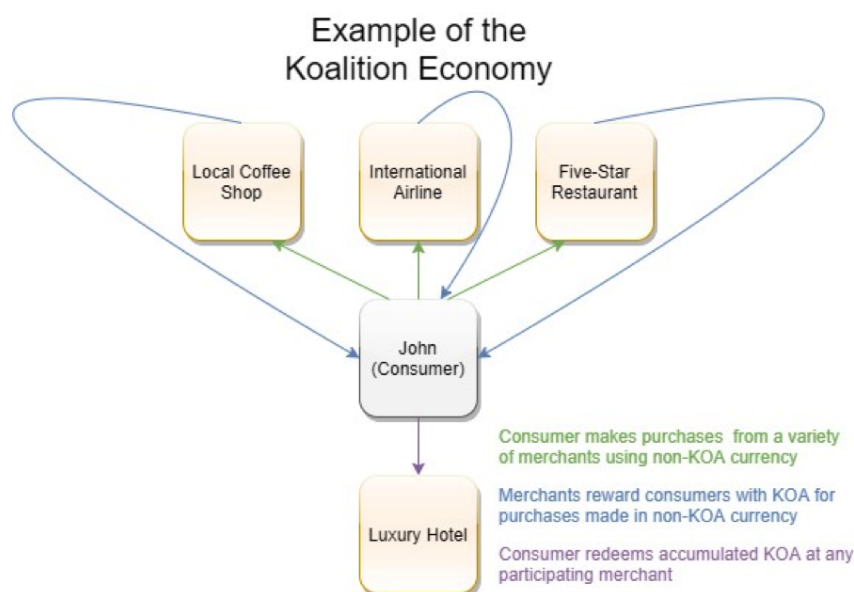 Example of the
Koalition Economy
Local Coffee
Shop
International
Airline
Five-Star
Restaurant
John
(Consumer)
Consumer makes purchases from a variety
of merchants using non-KOA currency
Merchants reward consumers with KOA for
purchases made in non-KOA currency
Luxury Hotel
Consumer redeems accumulated KOA at any
participating merchant